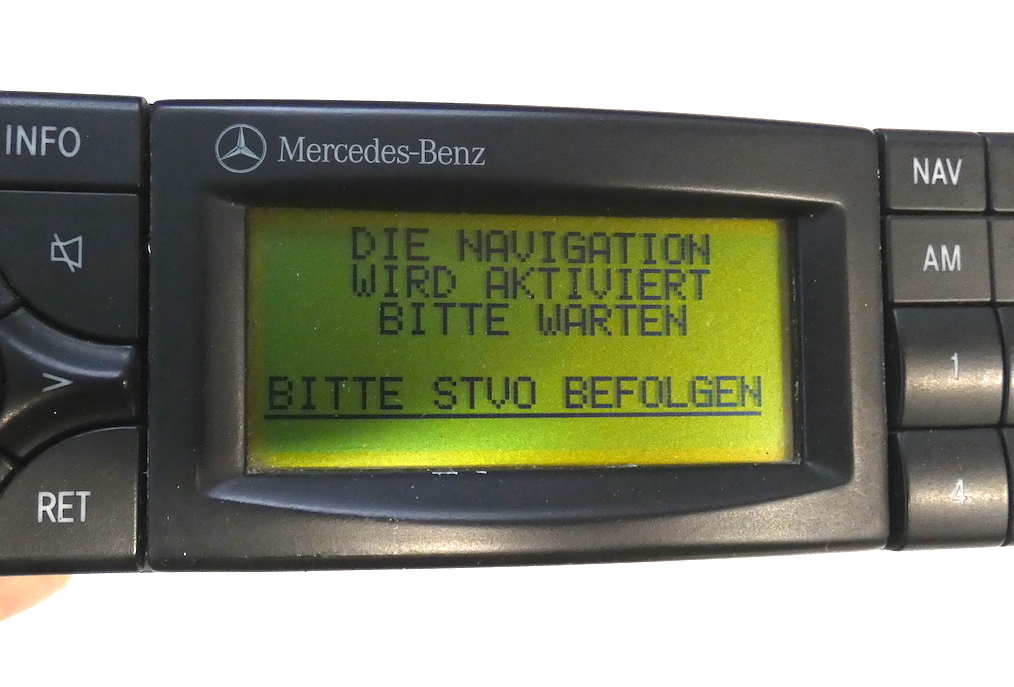 INFO
Mercedes-Benz
NAV
DIE NAVIGATION
WIRD AKTIVIERT
BITTE WARTEN
AM
1
BITTE STVO BEFOLGEN
RET
4